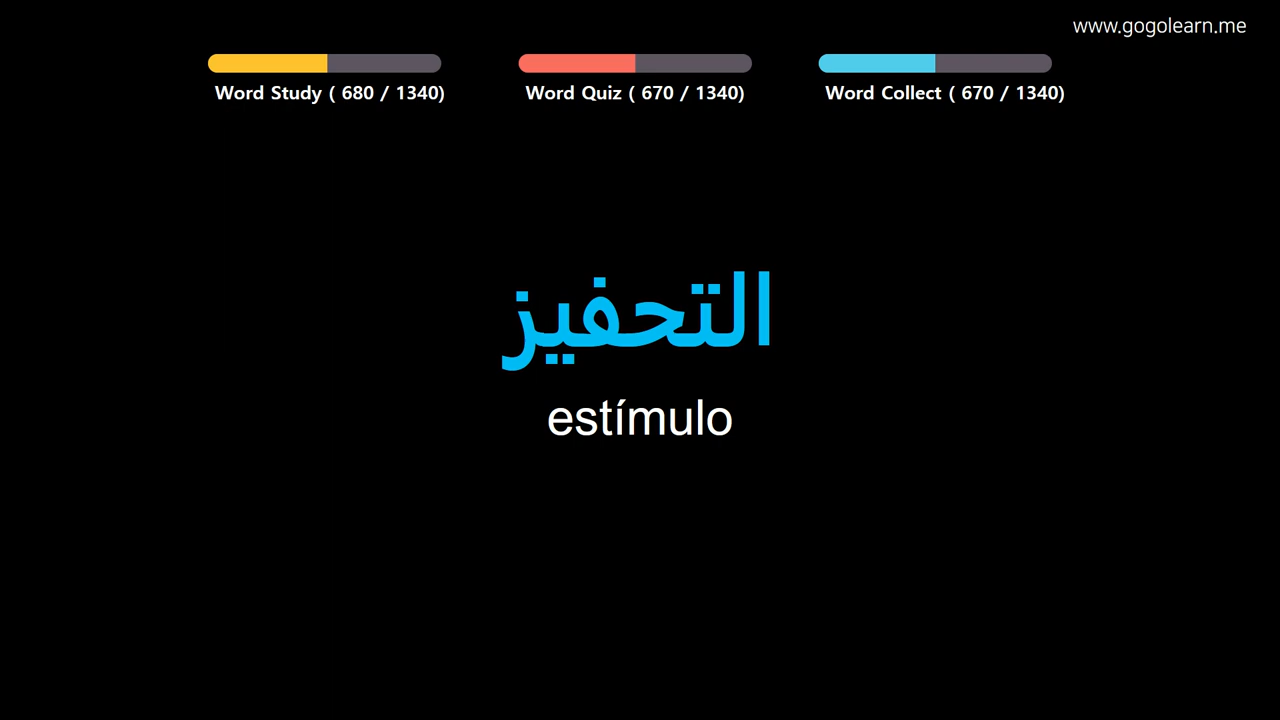 www.gogolearn.me
Word Study ( 680 / 1340)
Word Quiz ( 670 / 1340)
Word Collect ( 670 / 1340)
التحفيز
estímulo